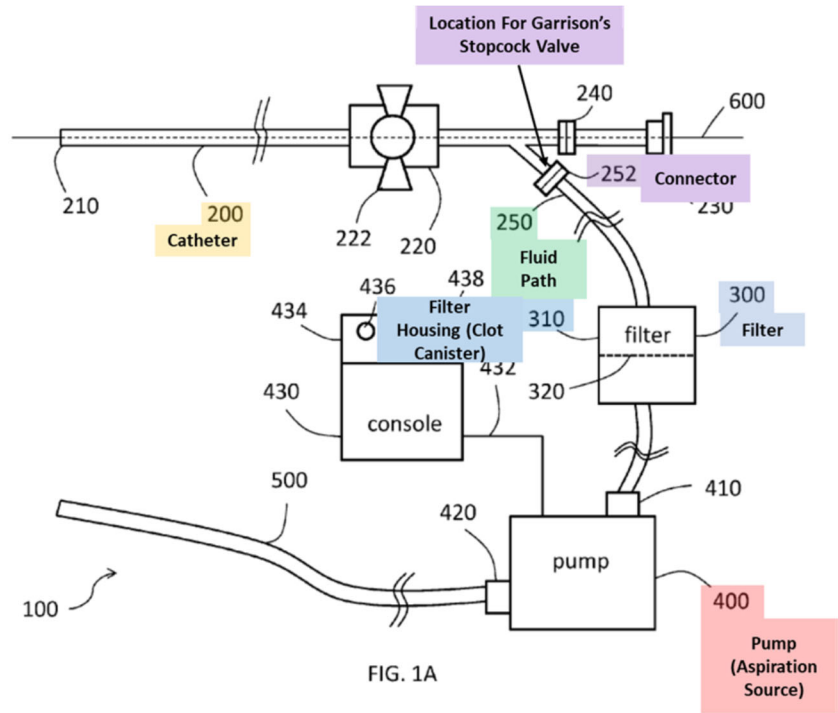 Location For Garrison's
Stopcock Valve
240
600
252 Connector
210
200
Catheter
222
220
250
230
Fluid
Path
436
438
434
Filter
Housing (Clot
Canister)
310
filter
300
Filter
320
432
430
console
500
410
420
pump
400
100
Pump
(Aspiration
Source)
FIG. 1A